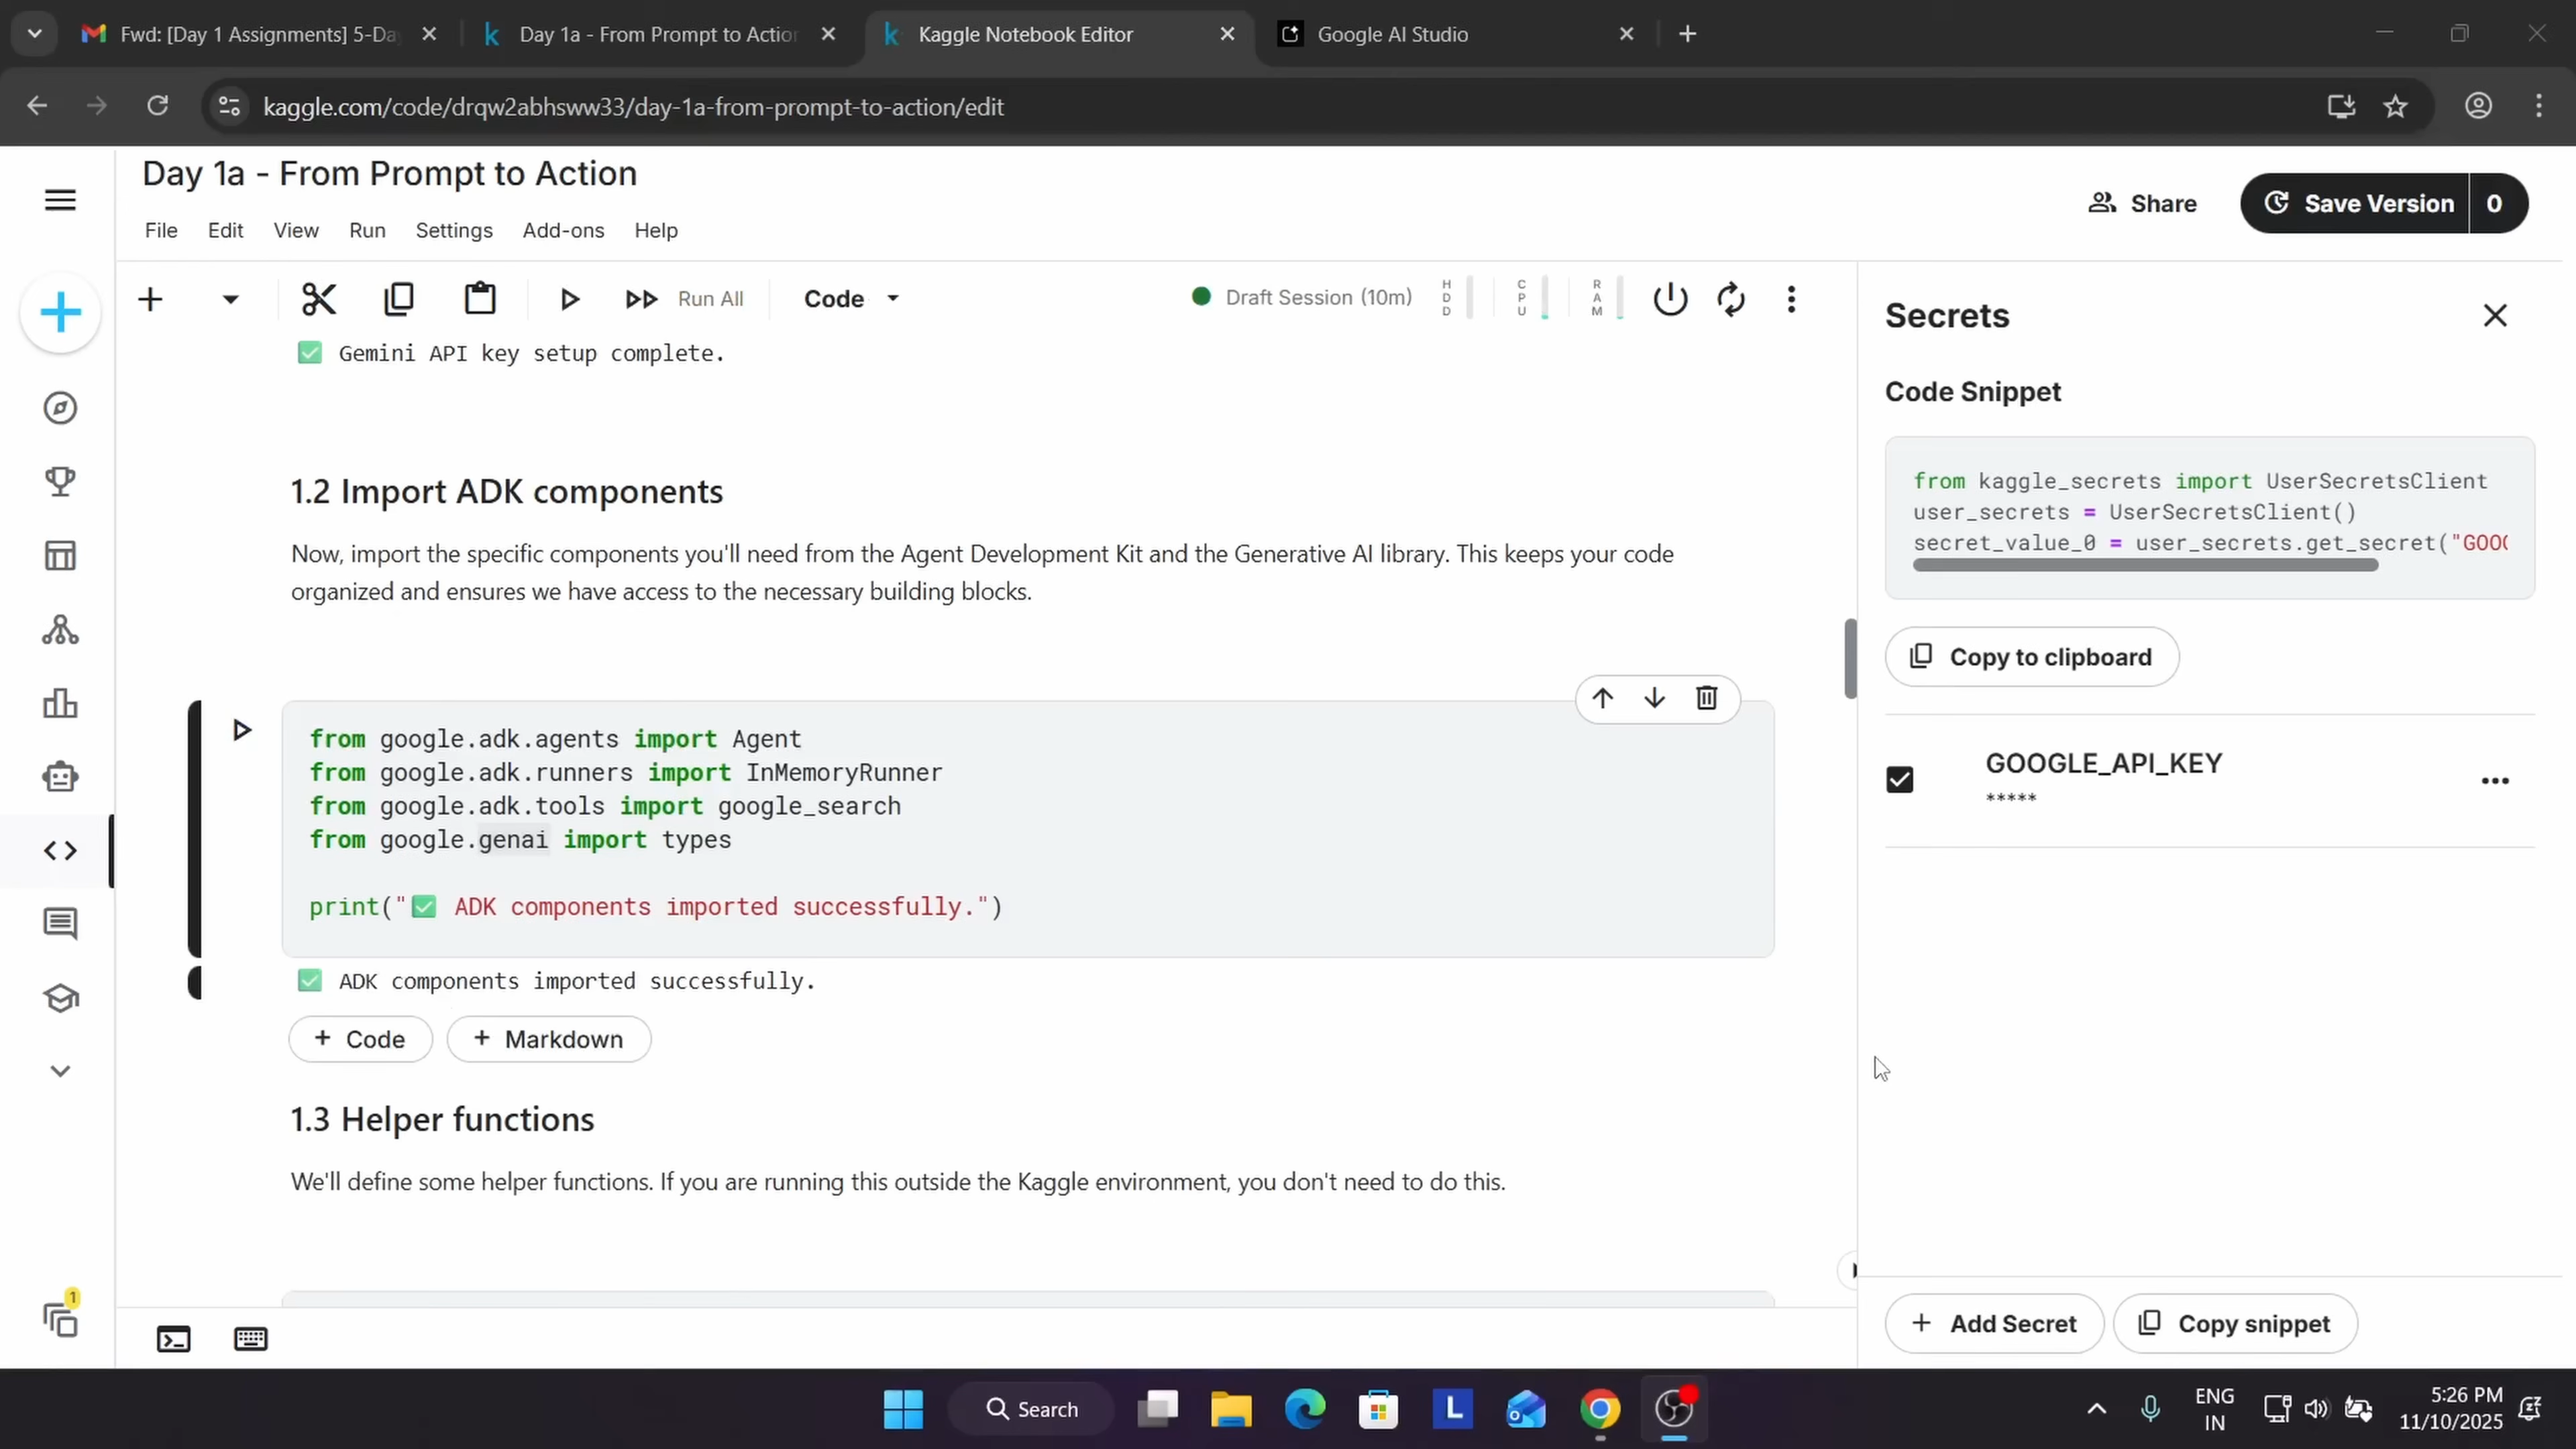 Fwd: [Day 1 Assignments] 5-Da
Day 1a - From Prompt to Action
Kaggle Notebook Editor
Google AI Studio
kaggle.com/code/drqw2abhsww33/day-1a-from-prompt-to-action/edit
Day 1a - From Prompt to Action
File Edit View Run Settings Add-ons Help
Share
Save Version 0
Run All
Code
Draft Session (10m)
HDD
CPU
RAM
✅ Gemini API key setup complete.
1.2 Import ADK components
Now, import the specific components you'll need from the Agent Development Kit and the Generative AI library. This keeps your code
organized and ensures we have access to the necessary building blocks.
from google.adk.agents import Agent
from google.adk.runners import InMemoryRunner
from google.adk.tools import google_search
from google.genai import types
print("✅ ADK components imported successfully.")
✅ ADK components imported successfully.
+ Code
+ Markdown
1.3 Helper functions
We'll define some helper functions. If you are running this outside the Kaggle environment, you don't need to do this.
Secrets
Code Snippet
from kaggle_secrets import UserSecretsClient
user_secrets = UserSecretsClient()
secret_value_0 = user_secrets.get_secret("GOO
Copy to clipboard
GOOGLE_API_KEY
*****
+ Add Secret
Copy snippet
1
Search
L
ENG
IN
5:26 PM
11/10/2025